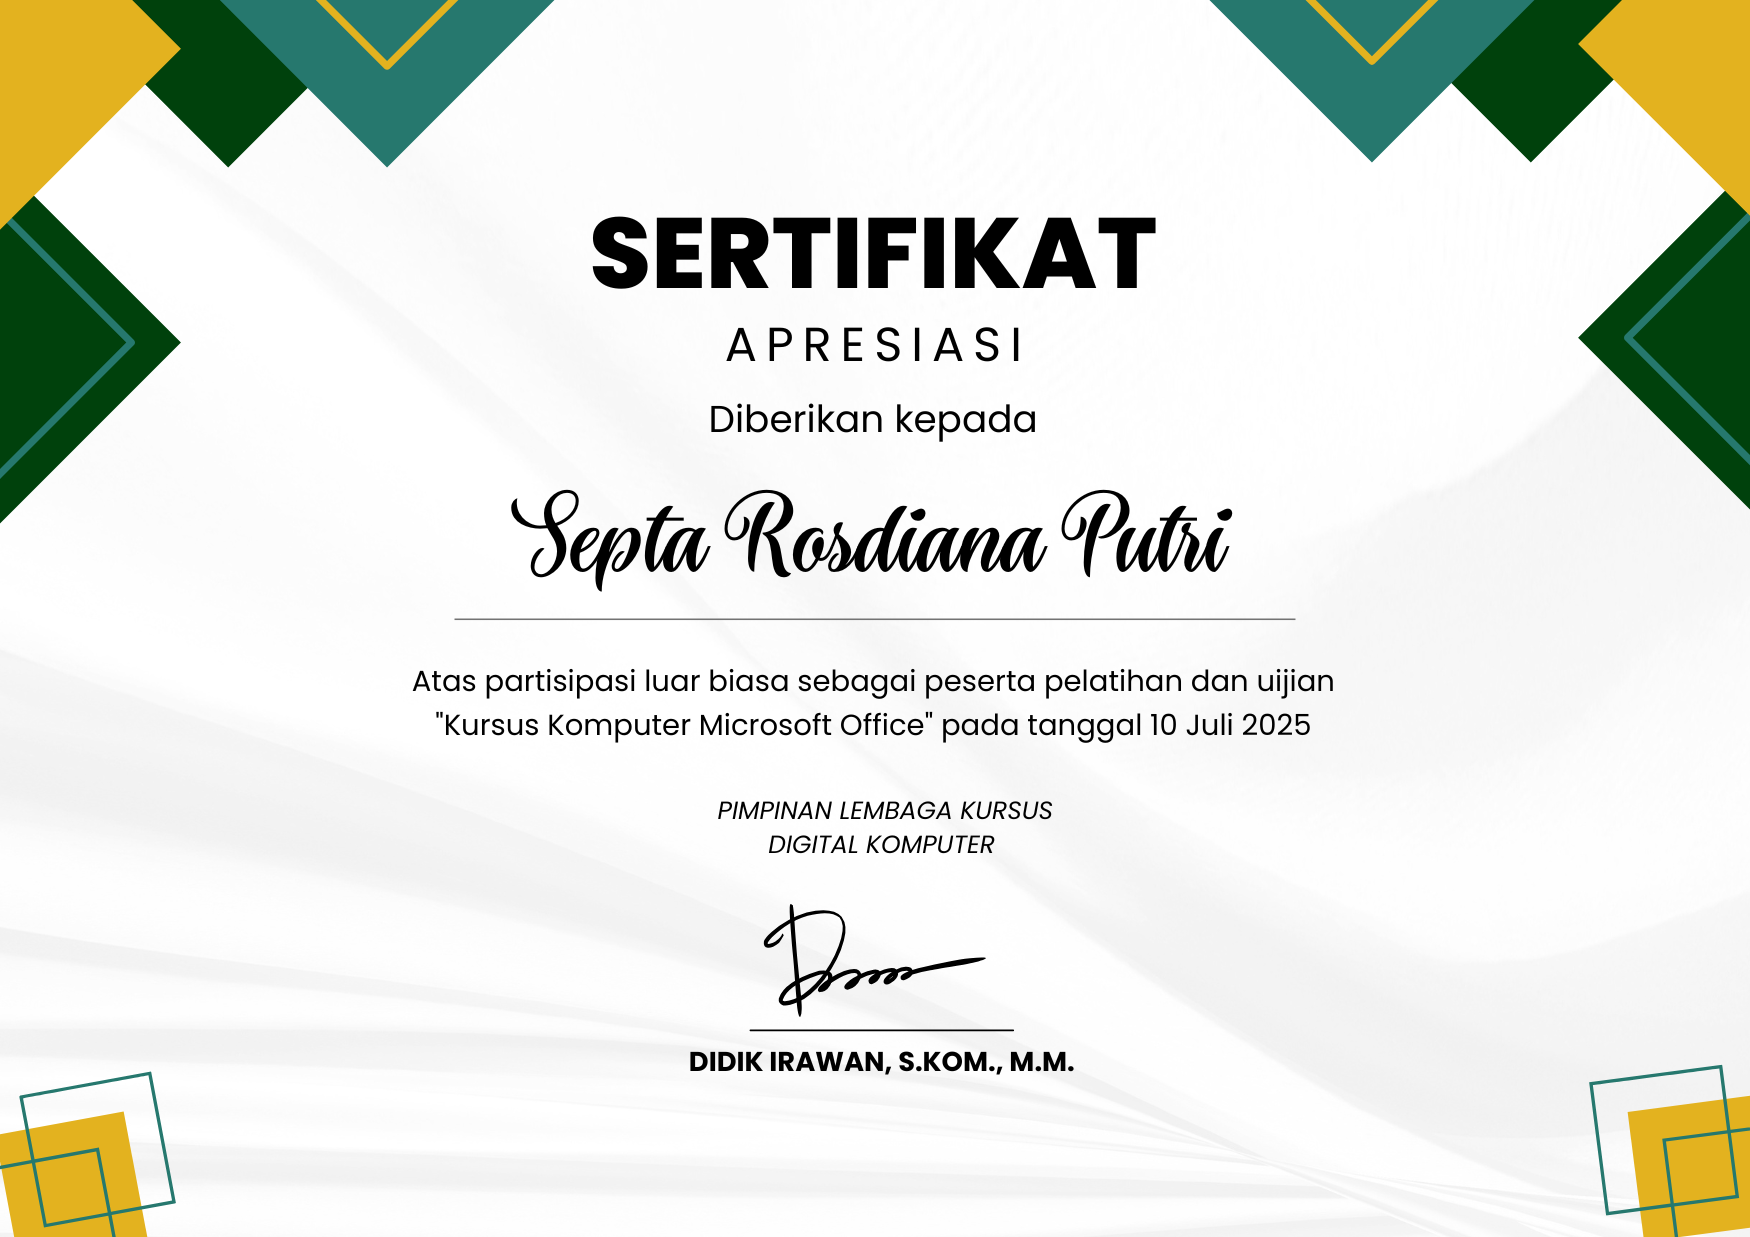 SERTIFIKAT
APRESIASI
Diberikan kepada
Septa Rosdiana Putri
Atas partisipasi luar biasa sebagai peserta pelatihan dan uijian
"Kursus Komputer Microsoft Office" pada tanggal 10 Juli 2025
PIMPINAN LEMBAGA KURSUS
DIGITAL KOMPUTER
DIDIK IRAWAN, S.KOM., M.M.